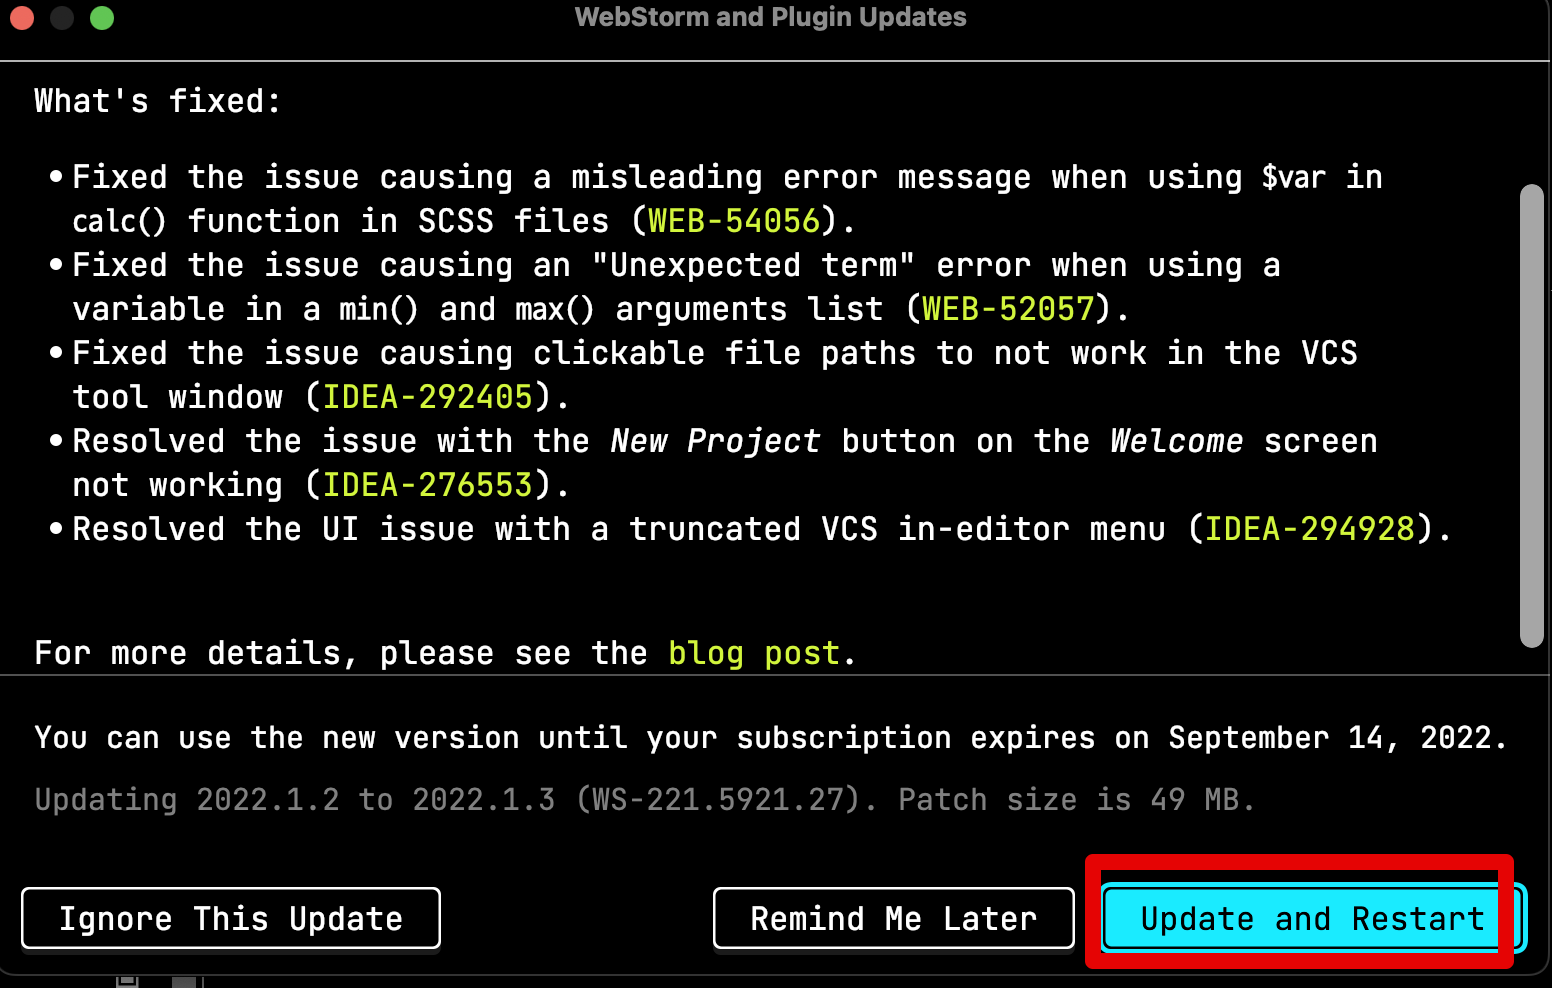 WebStorm and Plugin Updates
What's fixed:
• Fixed the issue causing a misleading error message when using $var in
calc() function in SCSS files (WEB-54056).
• Fixed the issue causing an "Unexpected term" error when using a
variable in a min() and max() arguments list (WEB-52057).
• Fixed the issue causing clickable file paths to not work in the VCS
tool window (IDEA-292405).
• Resolved the issue with the New Project button on the Welcome screen
not working (IDEA-276553).
• Resolved the UI issue with a truncated VCS in-editor menu (IDEA-294928).
For more details, please see the blog post.
You can use the new version until your subscription expires on September 14, 2022.
Updating 2022.1.2 to 2022.1.3 (WS-221.5921.27). Patch size is 49 MB.
Ignore This Update
Remind Me Later
Update and Restart